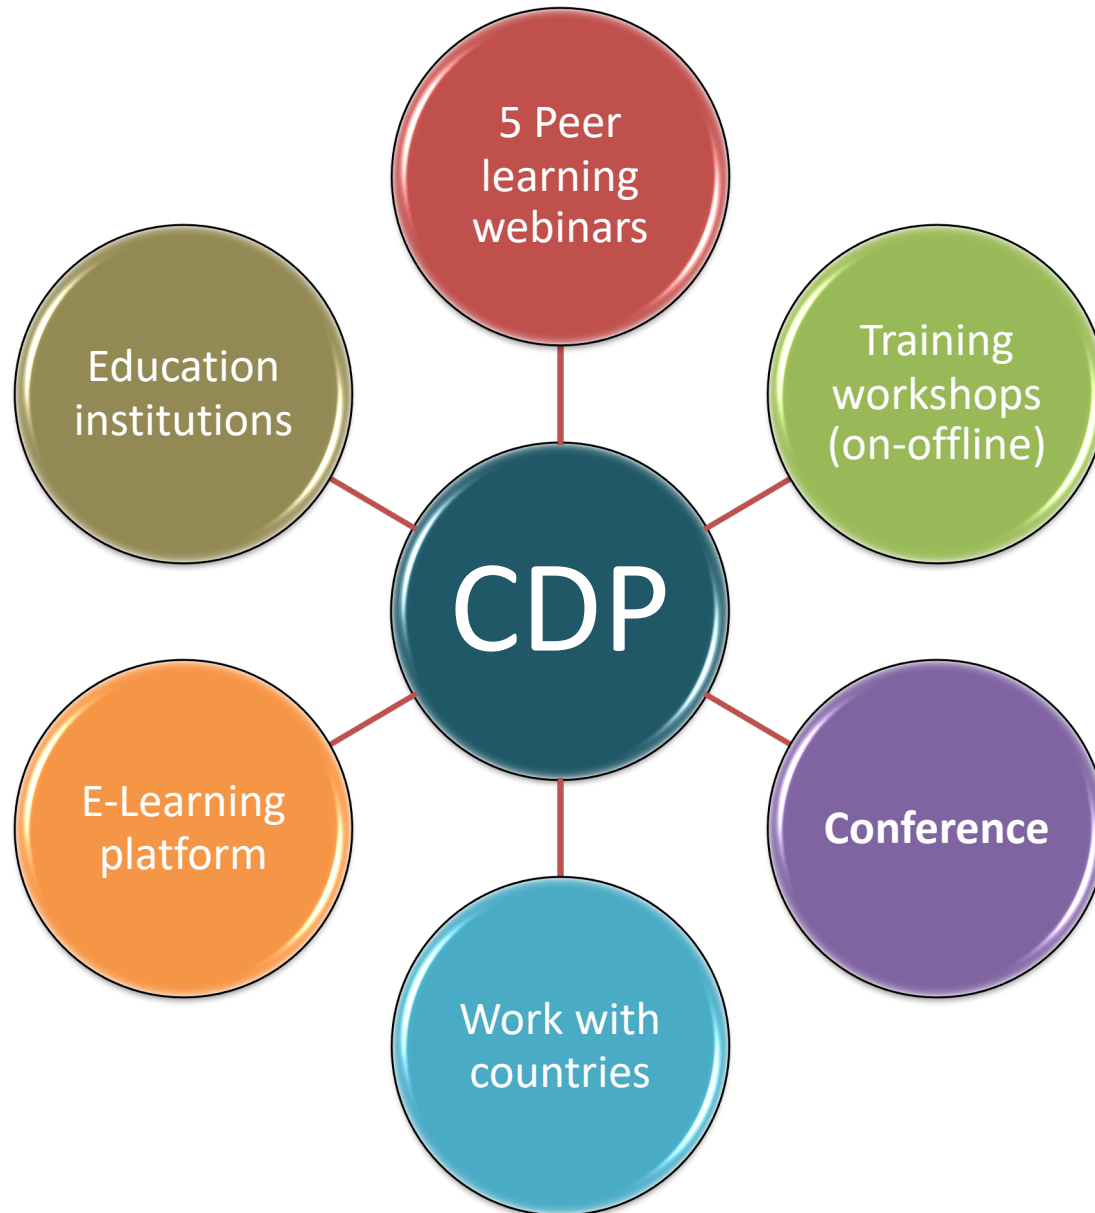 5 Peer
learning
webinars
Education
institutions
Training
workshops
(on-offline)
CDP
E-Learning
platform
Conference
Work with
countries